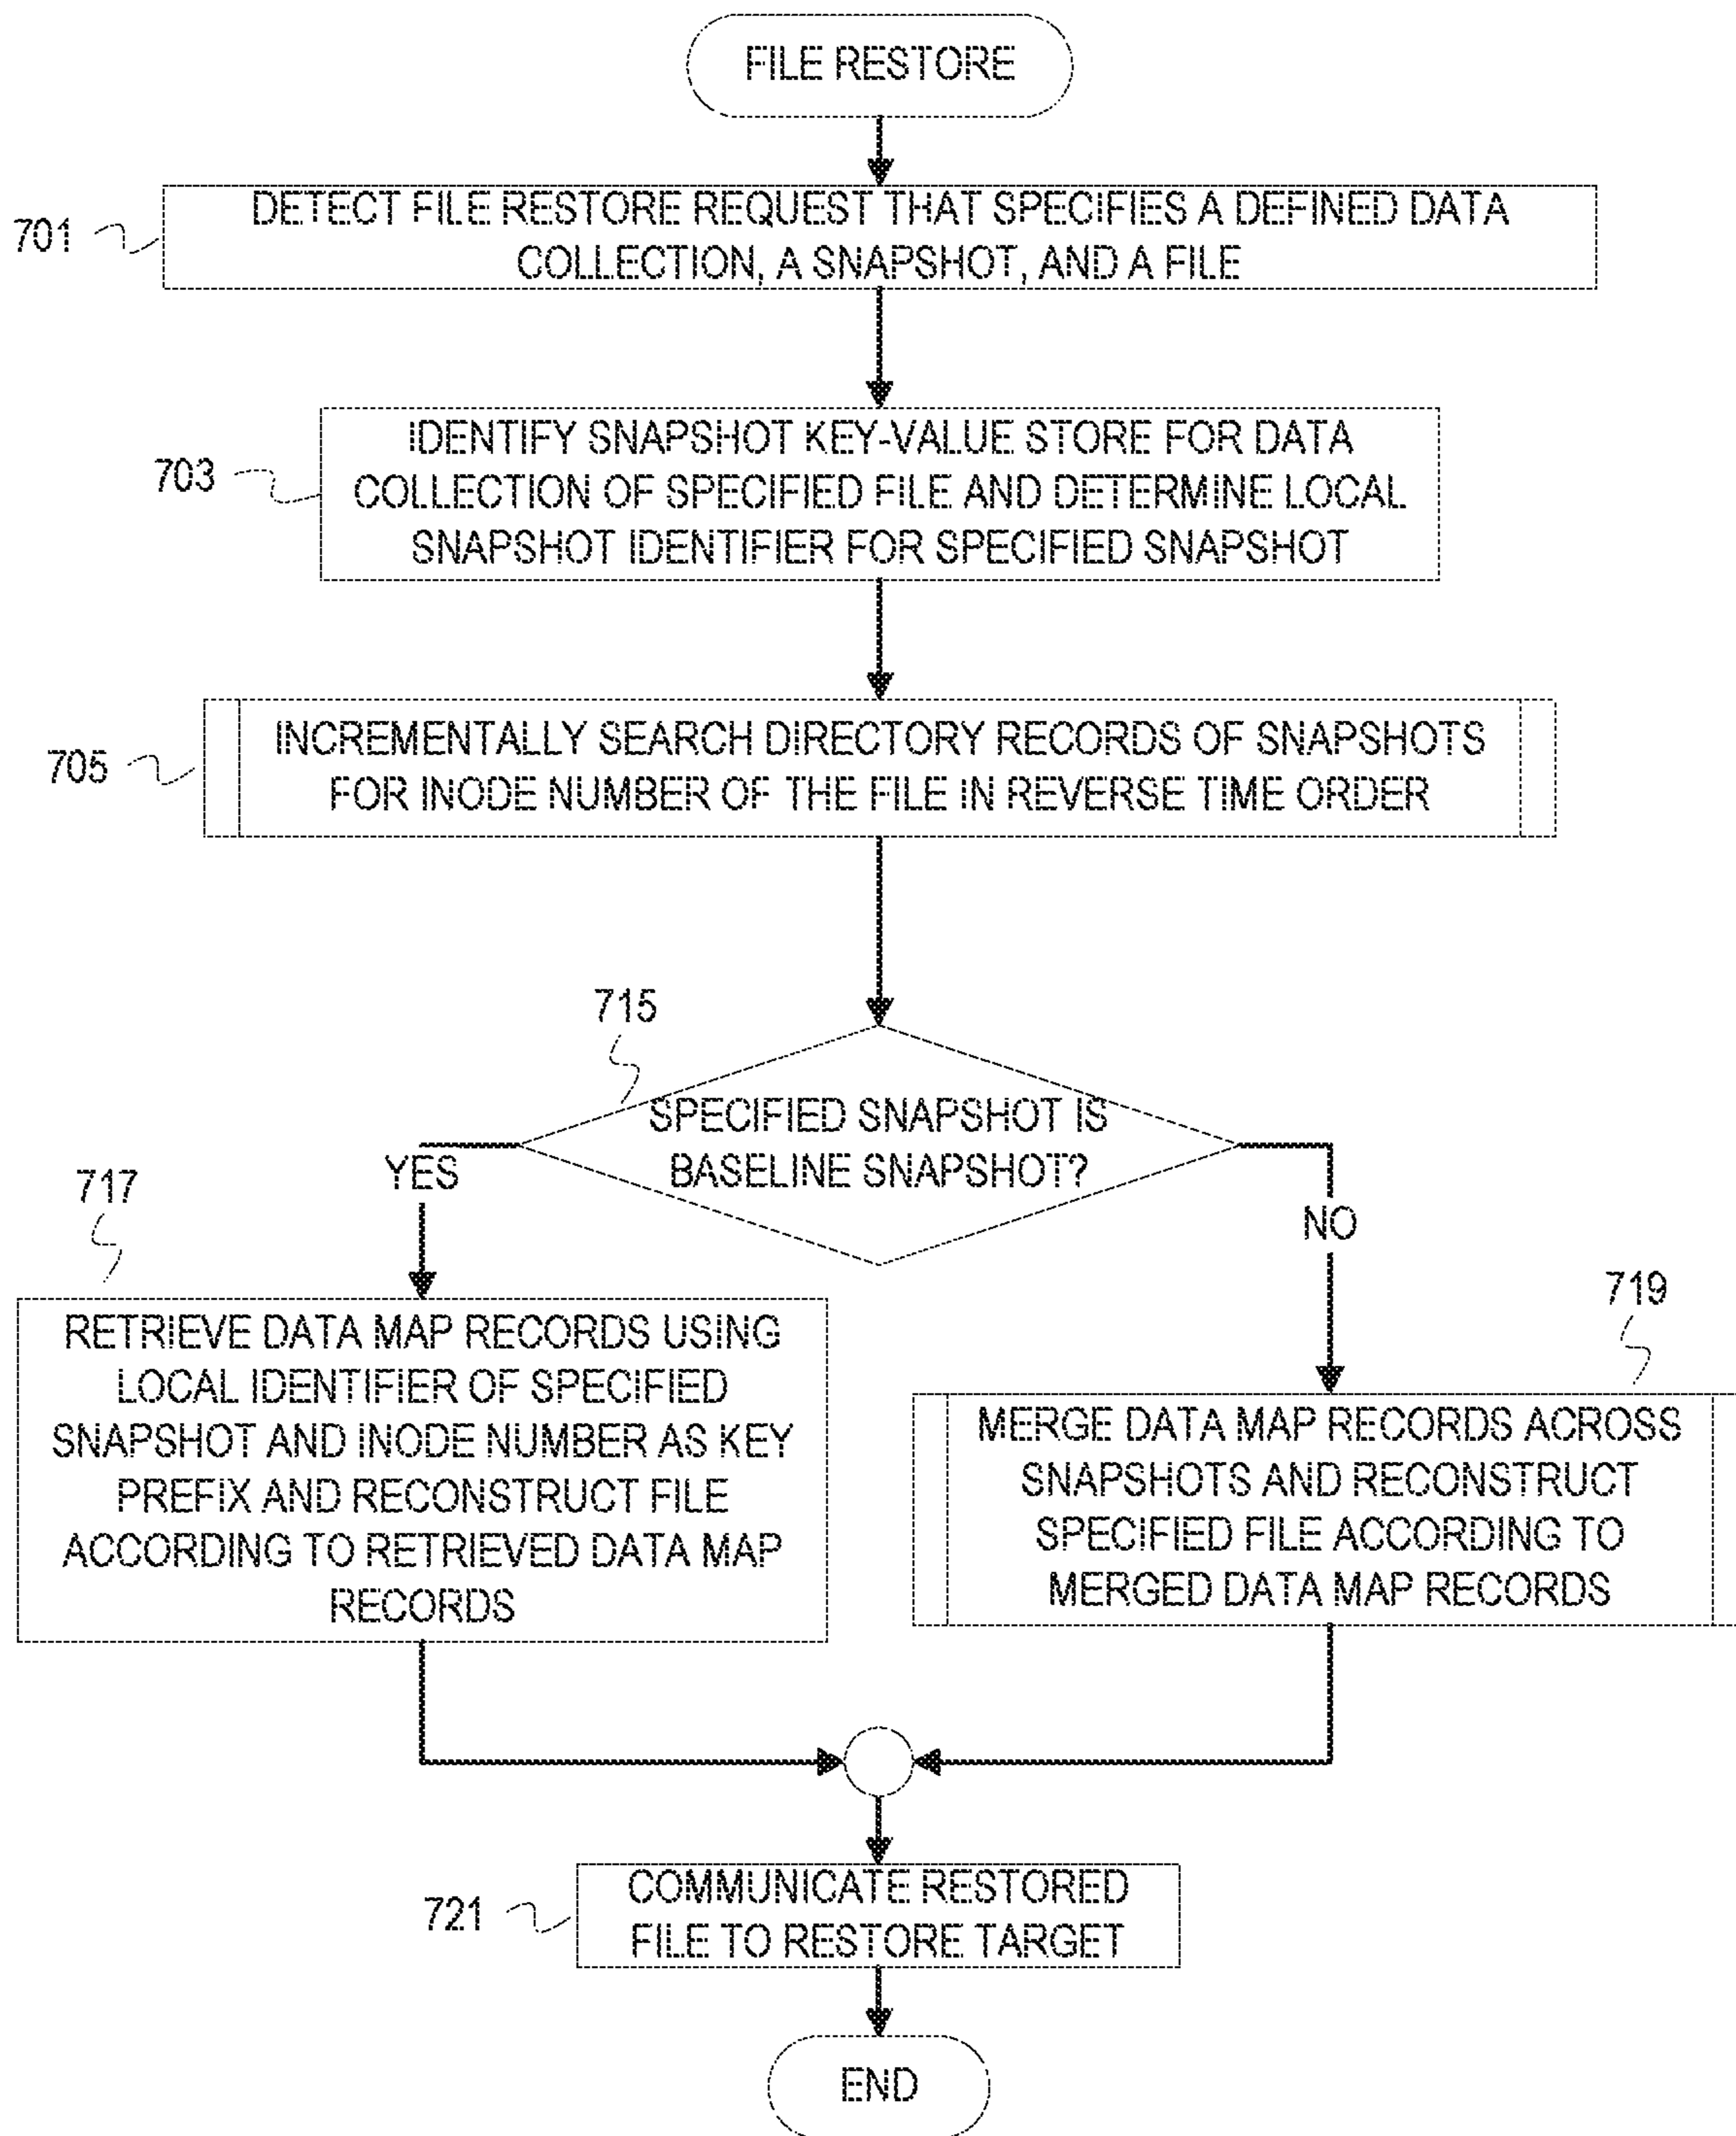 FILE RESTORE
701
DETECT FILE RESTORE REQUEST THAT SPECIFIES A DEFINED DATA
COLLECTION, A SNAPSHOT, AND A FILE
703
IDENTIFY SNAPSHOT KEY-VALUE STORE FOR DATA
COLLECTION OF SPECIFIED FILE AND DETERMINE LOCAL
SNAPSHOT IDENTIFIER FOR SPECIFIED SNAPSHOT
705
INCREMENTALLY SEARCH DIRECTORY RECORDS OF SNAPSHOTS
FOR INODE NUMBER OF THE FILE IN REVERSE TIME ORDER
715
SPECIFIED SNAPSHOT IS
BASELINE SNAPSHOT?
YES
NO
717
RETRIEVE DATA MAP RECORDS USING
LOCAL IDENTIFIER OF SPECIFIED
SNAPSHOT AND INODE NUMBER AS KEY
PREFIX AND RECONSTRUCT FILE
ACCORDING TO RETRIEVED DATA MAP
RECORDS
719
MERGE DATA MAP RECORDS ACROSS
SNAPSHOTS AND RECONSTRUCT
SPECIFIED FILE ACCORDING TO
MERGED DATA MAP RECORDS
721
COMMUNICATE RESTORED
FILE TO RESTORE TARGET
END